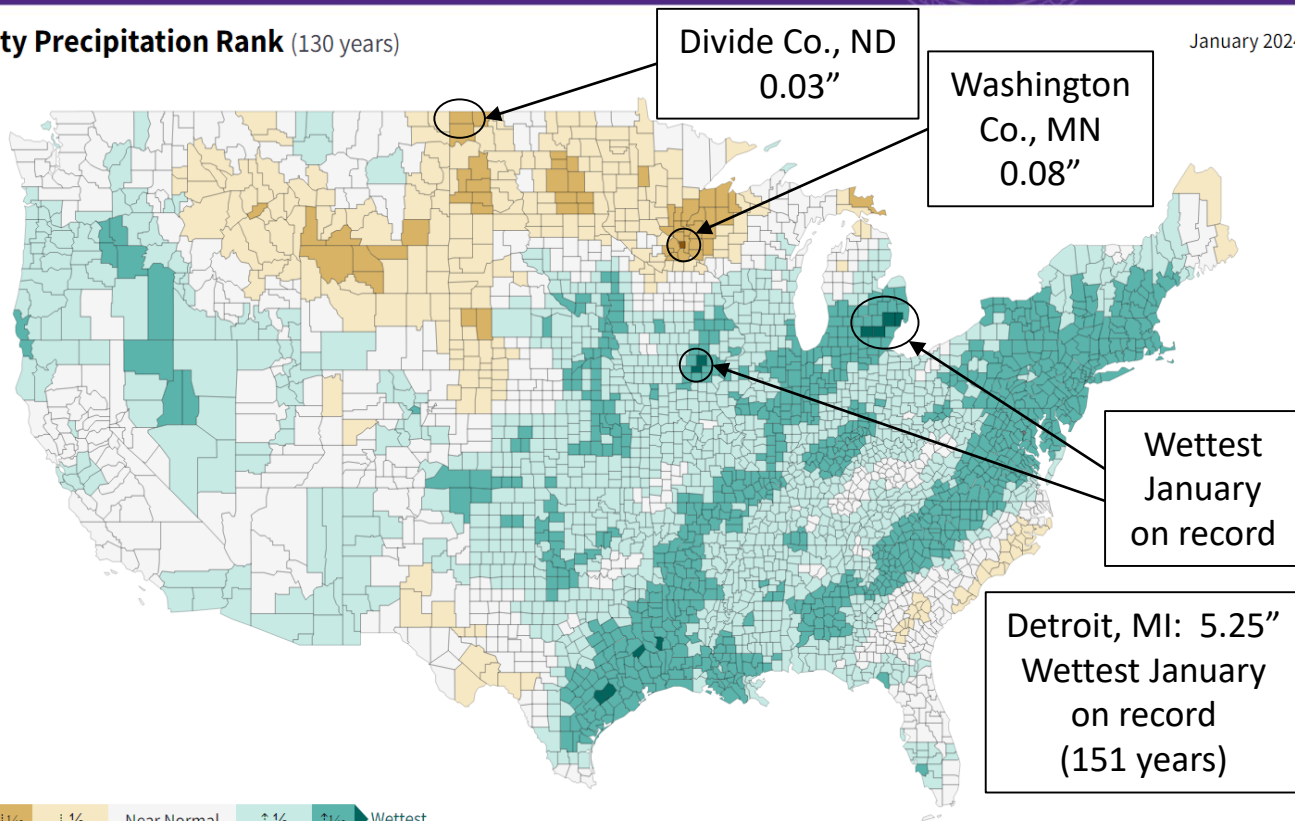 ty Precipitation Rank (130 years)
January 2024
Divide Co., ND
0.03”
Washington
Co., MN
0.08”
Wettest
January
on record
Detroit, MI: 5.25”
Wettest January
on record
(151 years)
Near Normal
Wettest